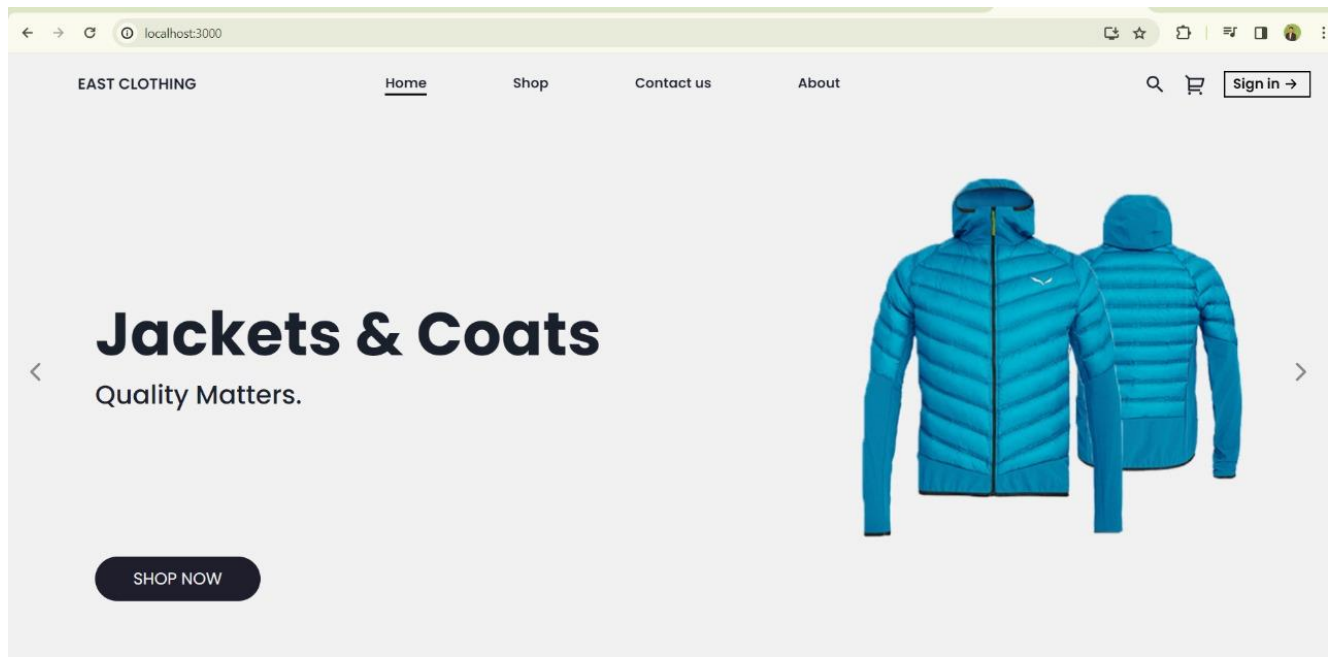 localhost:3000
EAST CLOTHING Home Shop Contact us About Sign in →
Jackets & Coats
Quality Matters.
SHOP NOW